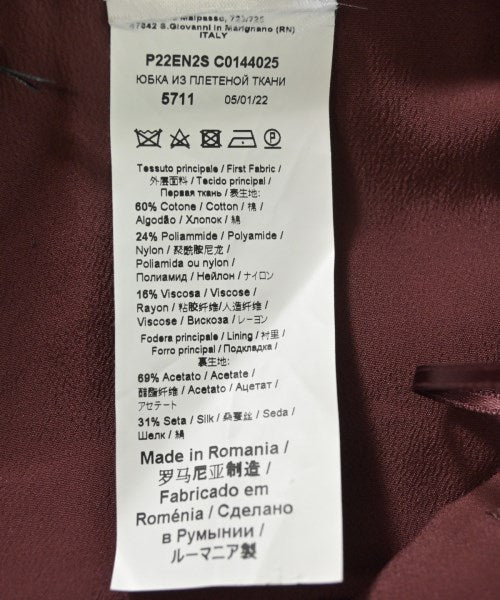 Malpasso, 723/725
47842 S.Giovanni in Marignano (RN)
ITALY
P22EN2S C0144025
ЮБКА ИЗ ПЛЕТЕНОЙ ТКАНИ
5711 05/01/22
Tessuto principale / First Fabric /
外层面料 / Tecido principal /
Первая ткань / 表生地:
60% Cotone / Cotton / 棉 /
Algodão / Хлопок / 綿
24% Poliammide / Polyamide /
Nylon / 聚酰胺尼龙 /
Poliamida ou nylon /
Полиамид / Нейлон / ナイロン
16% Viscosa / Viscose /
Rayon / 粘胶纤维/人造纤维 /
Viscose / Вискоза / レーヨン
Fodera principale / Lining / 衬里 /
Forro principal / Подкладка /
裏生地:
69% Acetato / Acetate /
醋酯纤维 / Acetato / Ацетат /
アセテート
31% Seta / Silk / 桑蚕丝 / Seda /
Шелк / 絹
Made in Romania /
罗马尼亚制造 /
Fabricado em
Roménia / Сделано
в Румынии /
ルーマニア製